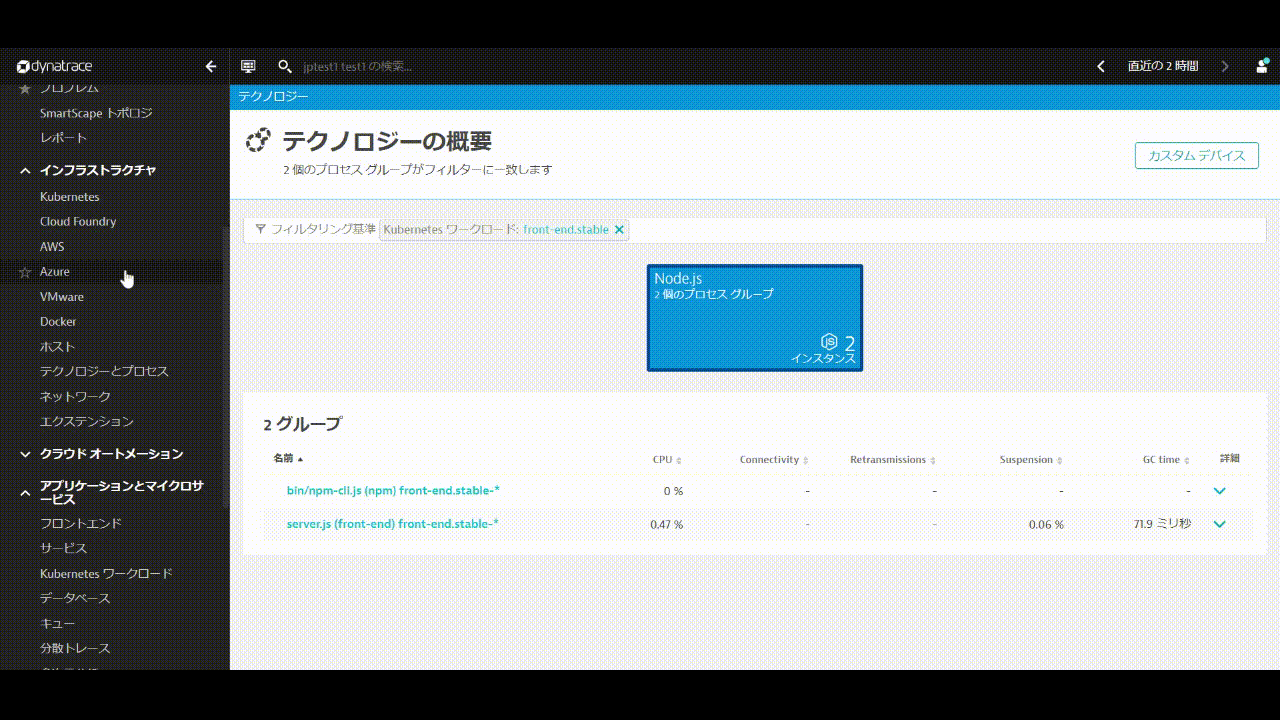 dynatrace
jptest1 test1 の検索...
直近の 2 時間
SmartScape トポロジ
レポート
インフラストラクチャ
Kubernetes
Cloud Foundry
AWS
Azure
VMware
Docker
ホスト
テクノロジーとプロセス
ネットワーク
エクステンション
クラウド オートメーション
アプリケーションとマイクロサ
ービス
フロントエンド
サービス
Kubernetes ワークロード
データベース
キュー
分散トレース
テクノロジー
テクノロジーの概要
2 個のプロセス グループがフィルターに一致します
カスタム デバイス
フィルタリング基準 Kubernetes ワークロード: front-end.stable
Node.js
2 個のプロセス グループ
2
インスタンス
2 グループ
名前 CPU Connectivity Retransmissions Suspension GC time 詳細
bin/npm-cli.js (npm) front-end.stable-* 0 % - - - -
server.js (front-end) front-end.stable-* 0.47 % - - 0.06 % 71.9 ミリ秒